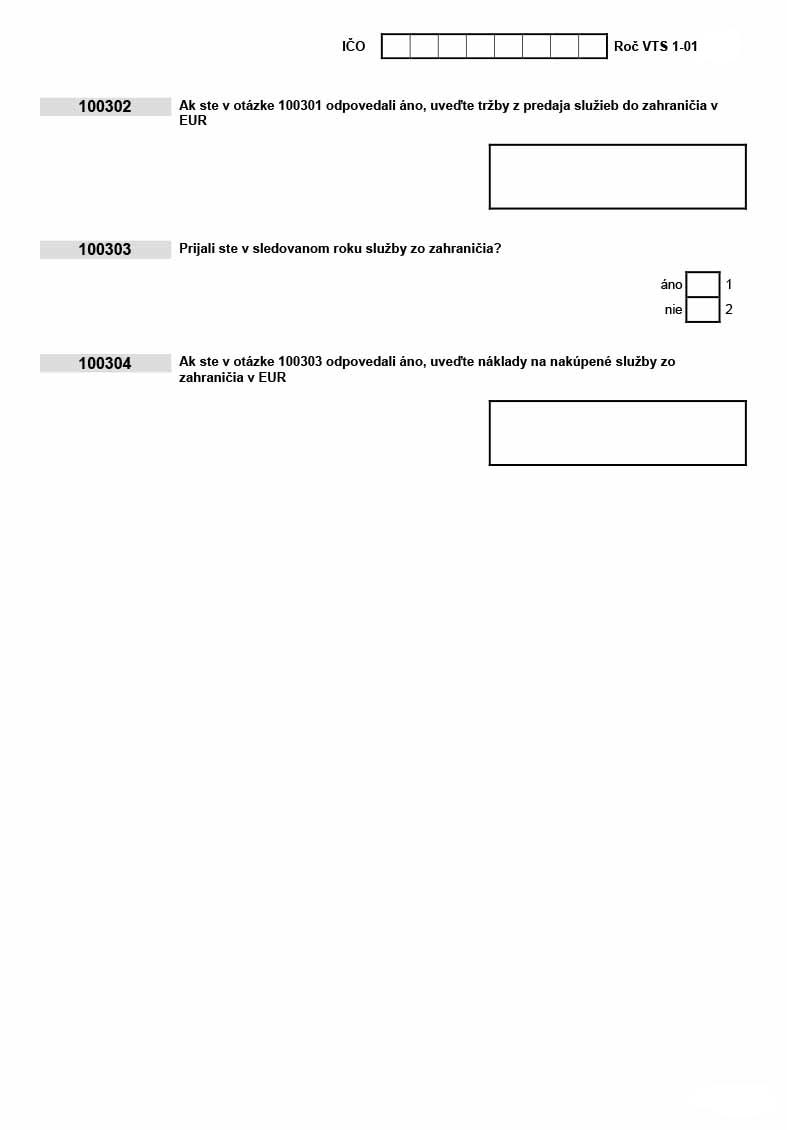 IČO Roč VTS 1-01
100302 Ak ste v otázke 100301 odpovedali áno, uveďte tržby z predaja služieb do zahraničia v
EUR
100303 Prijali ste v sledovanom roku služby zo zahraničia?
áno 1
nie 2
100304 Ak ste v otázke 100303 odpovedali áno, uveďte náklady na nakúpené služby zo
zahraničia v EUR